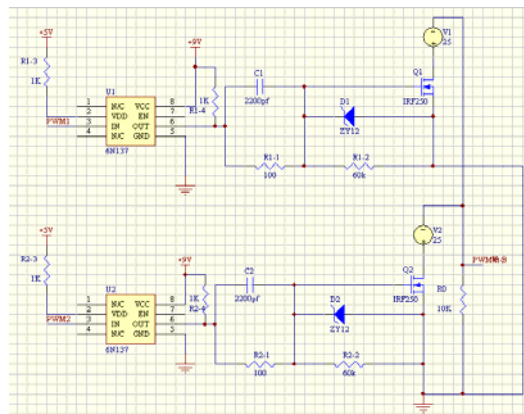 +5V
+9V
V1
25
R1-3
1K
U1
C1
Q1
1 N/C VCC 8
2 VDD EN 7
3 IN OUT 6
4 N/C GND 5
PWM1
6N137
1K
R1-4
2200pf
IRF250
D1
ZY12
R1-1
100
R1-2
60k
+5V
+9V
V2
25
R2-3
1K
U2
C2
Q2
1 N/C VCC 8
2 VDD EN 7
3 IN OUT 6
4 N/C GND 5
PWM2
6N137
1K
R2-4
2200pf
IRF250
D2
ZY12
R0
10K
R2-1
100
R2-2
60k